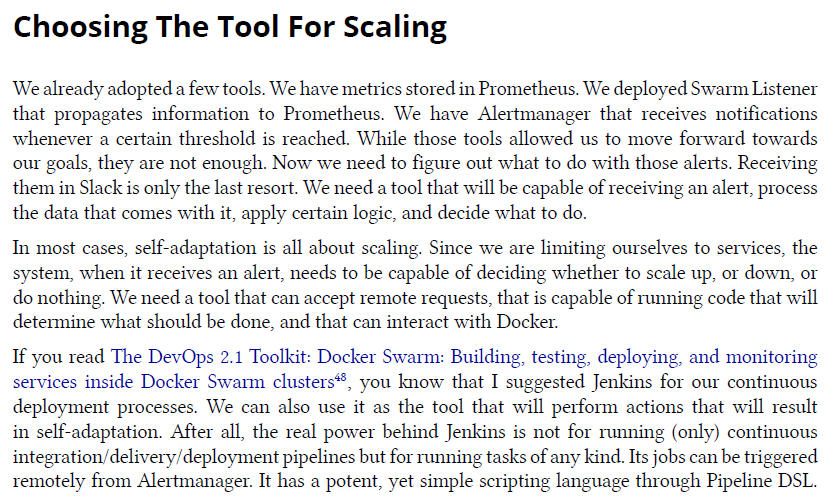 Choosing The Tool For Scaling
We already adopted a few tools. We have metrics stored in Prometheus. We deployed Swarm Listener
that propagates information to Prometheus. We have Alertmanager that receives notifications
whenever a certain threshold is reached. While those tools allowed us to move forward towards
our goals, they are not enough. Now we need to figure out what to do with those alerts. Receiving
them in Slack is only the last resort. We need a tool that will be capable of receiving an alert, process
the data that comes with it, apply certain logic, and decide what to do.
In most cases, self-adaptation is all about scaling. Since we are limiting ourselves to services, the
system, when it receives an alert, needs to be capable of deciding whether to scale up, or down, or
do nothing. We need a tool that can accept remote requests, that is capable of running code that will
determine what should be done, and that can interact with Docker.
If you read The DevOps 2.1 Toolkit: Docker Swarm: Building, testing, deploying, and monitoring
services inside Docker Swarm clusters⁴⁸, you know that I suggested Jenkins for our continuous
deployment processes. We can also use it as the tool that will perform actions that will result
in self-adaptation. After all, the real power behind Jenkins is not for running (only) continuous
integration/delivery/deployment pipelines but for running tasks of any kind. Its jobs can be triggered
remotely from Alertmanager. It has a potent, yet simple scripting language through Pipeline DSL.